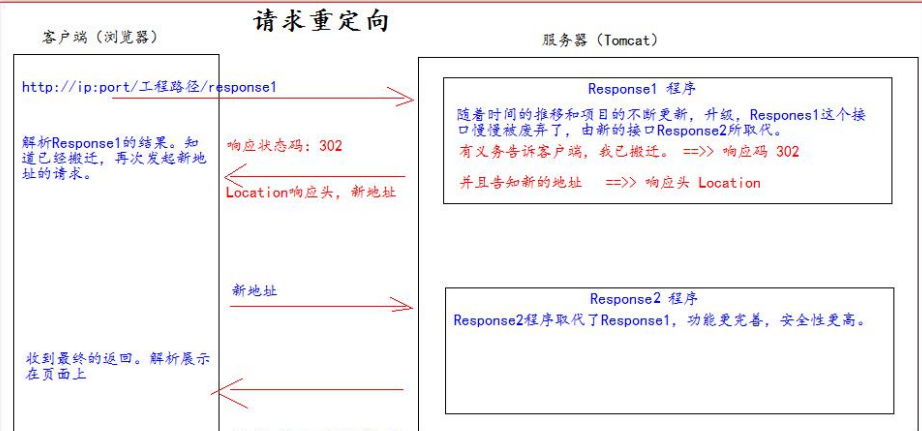 请求重定向
客户端（浏览器）
服务器（Tomcat）
http://ip:port/工程路径/response1
Response1 程序
随着时间的推移和项目的不断更新，升级，Respones1这个接
口慢慢被废弃了，由新的接口Response2所取代。
有义务告诉客户端，我已搬迁。 ==>> 响应码 302
并且告知新的地址 ==>> 响应头 Location
解析Response1的结果。知
道已经搬迁，再次发起新地
址的请求。
响应状态码：302
Location响应头，新地址
新地址
Response2 程序
Response2程序取代了Response1，功能更完善，安全性更高。
收到最终的返回。解析展示
在页面上